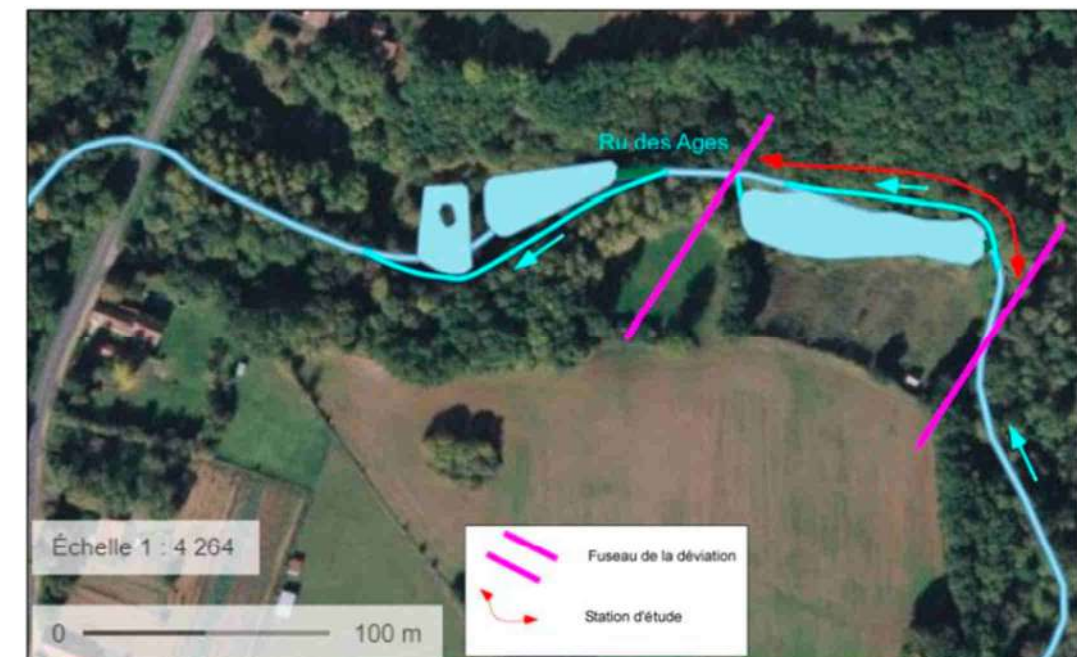 Ru des Ages
Échelle 1 : 4 264
0 100 m
Fuseau de la déviation
Station d'étude